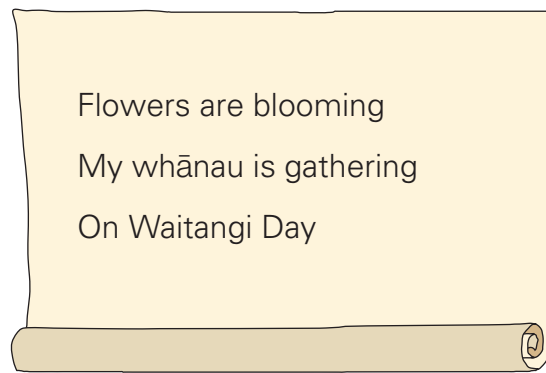 Flowers are blooming
My whānau is gathering
On Waitangi Day